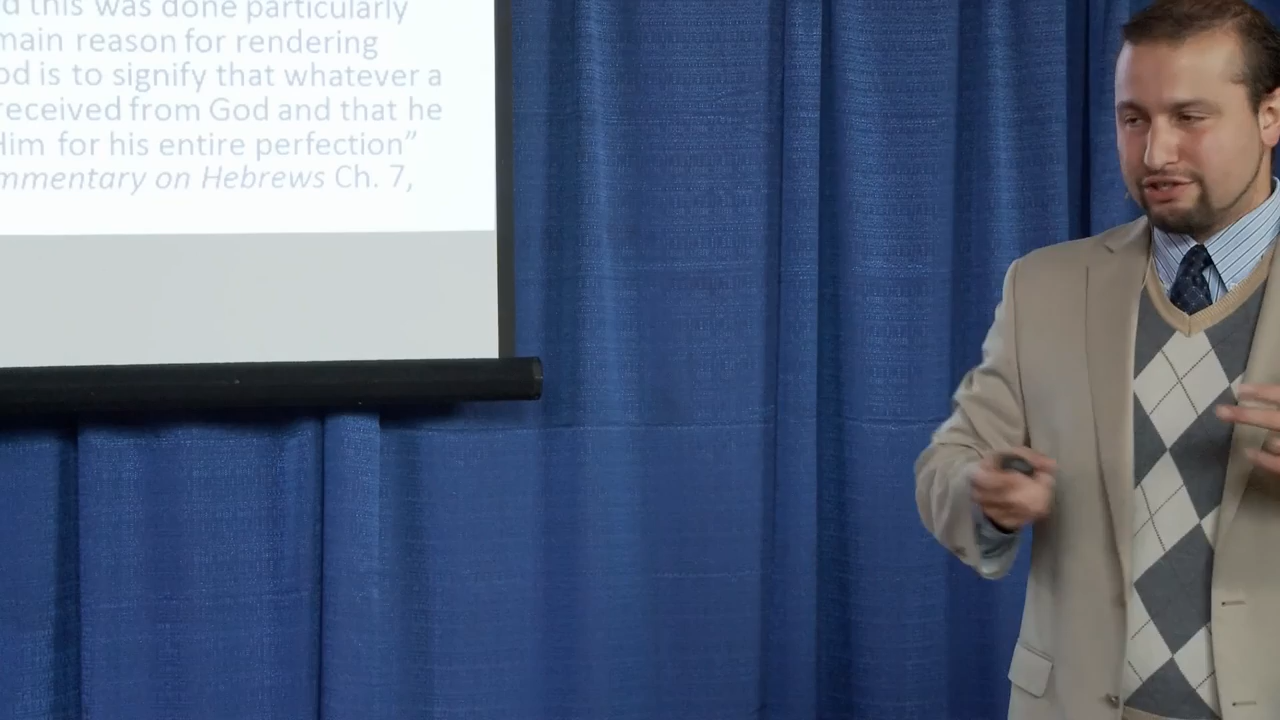 d this was done particularly
main reason for rendering
od is to signify that whatever a
received from God and that he
Him for his entire perfection”
mmentary on Hebrews Ch. 7,